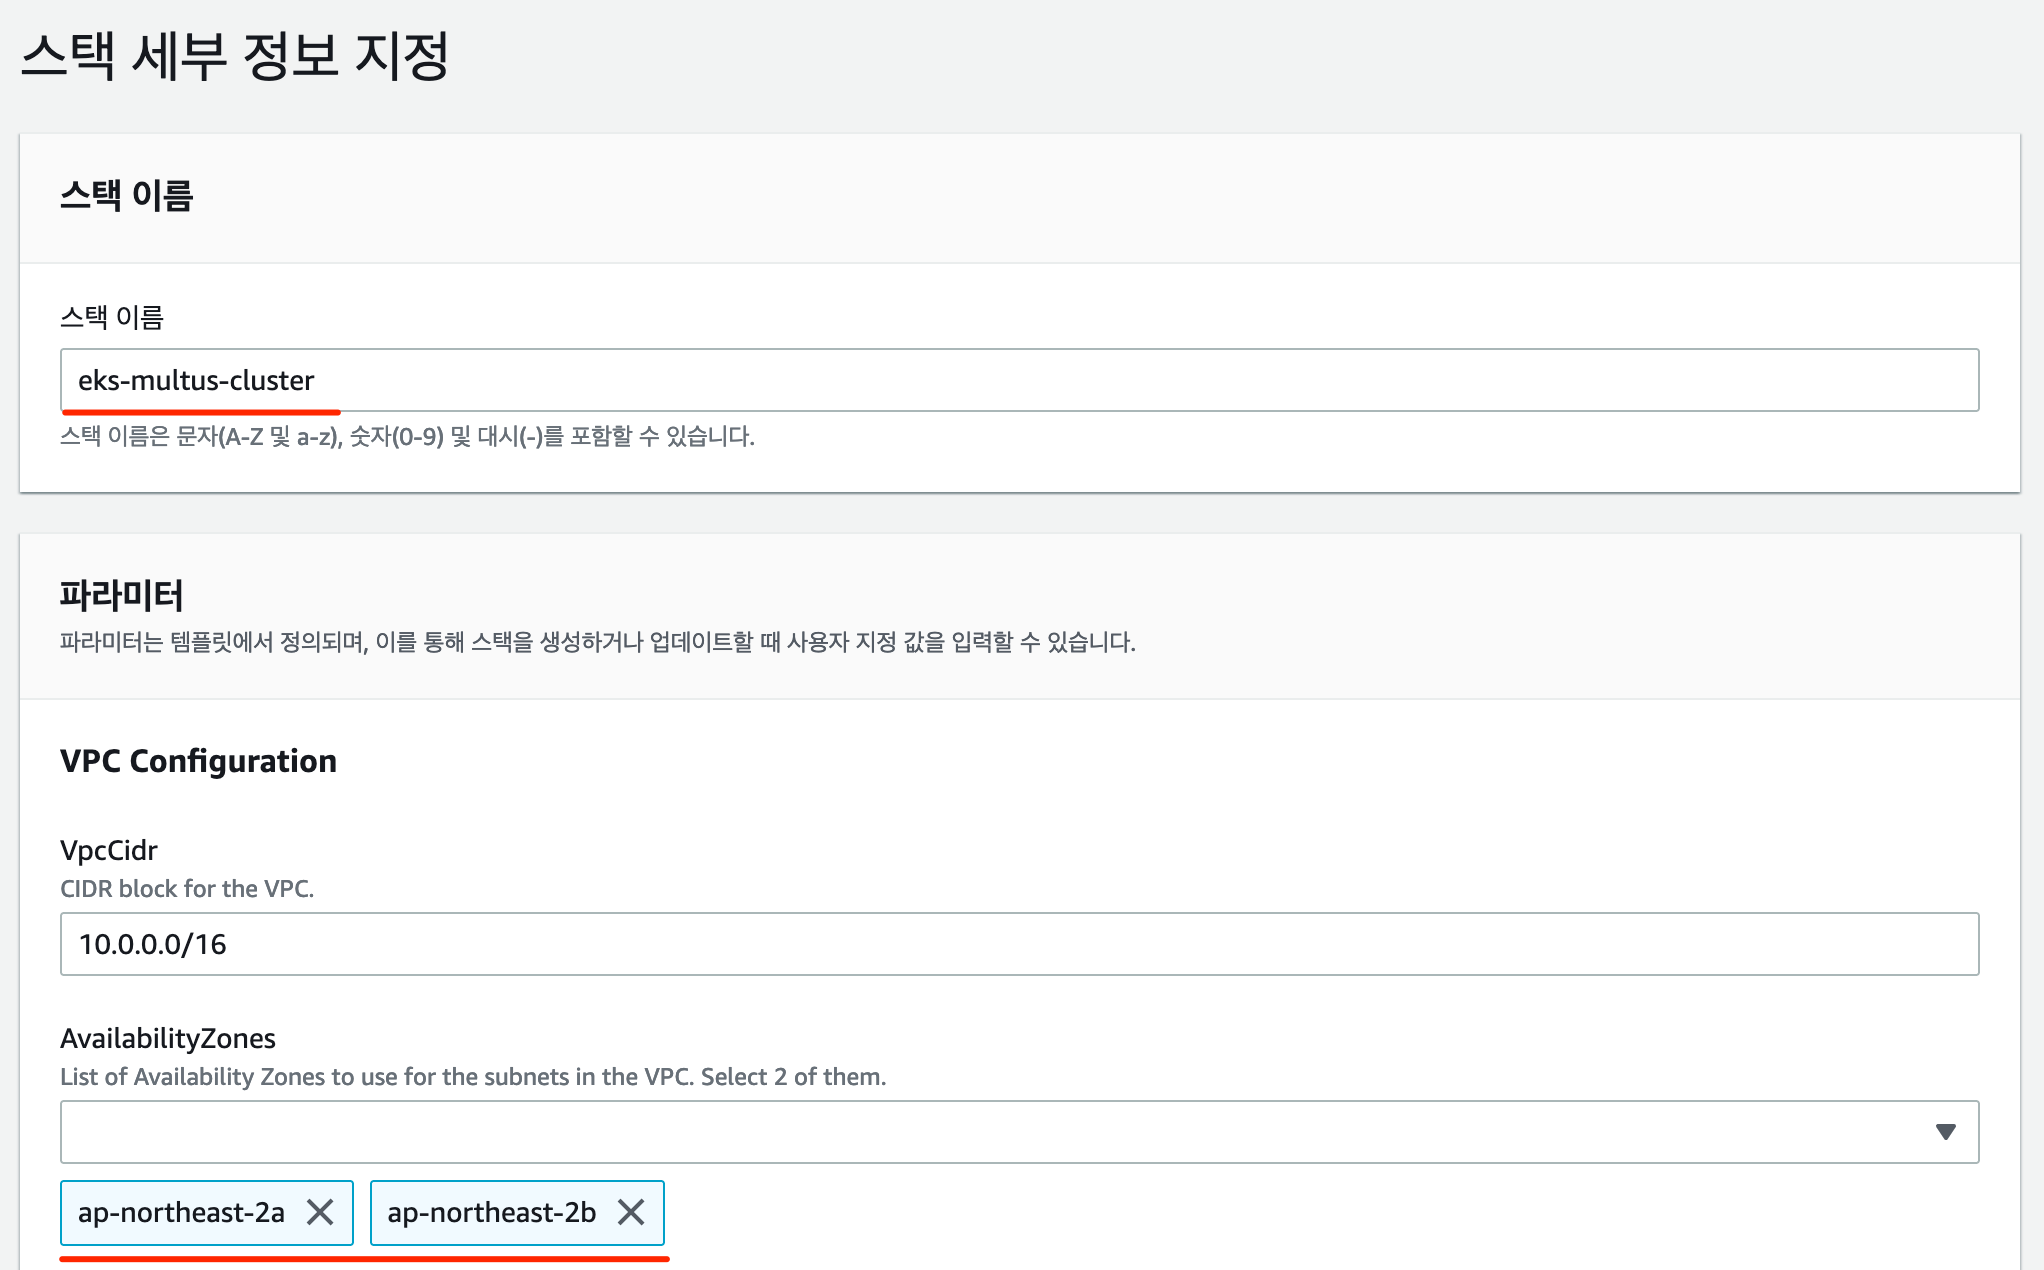 스택 세부 정보 지정
스택 이름
스택 이름
eks-multus-cluster
스택 이름은 문자(A-Z 및 a-z), 숫자(0-9) 및 대시(-)를 포함할 수 있습니다.
파라미터
파라미터는 템플릿에서 정의되며, 이를 통해 스택을 생성하거나 업데이트할 때 사용자 지정 값을 입력할 수 있습니다.
VPC Configuration
VpcCidr
CIDR block for the VPC.
10.0.0.0/16
AvailabilityZones
List of Availability Zones to use for the subnets in the VPC. Select 2 of them.
ap-northeast-2a ap-northeast-2b